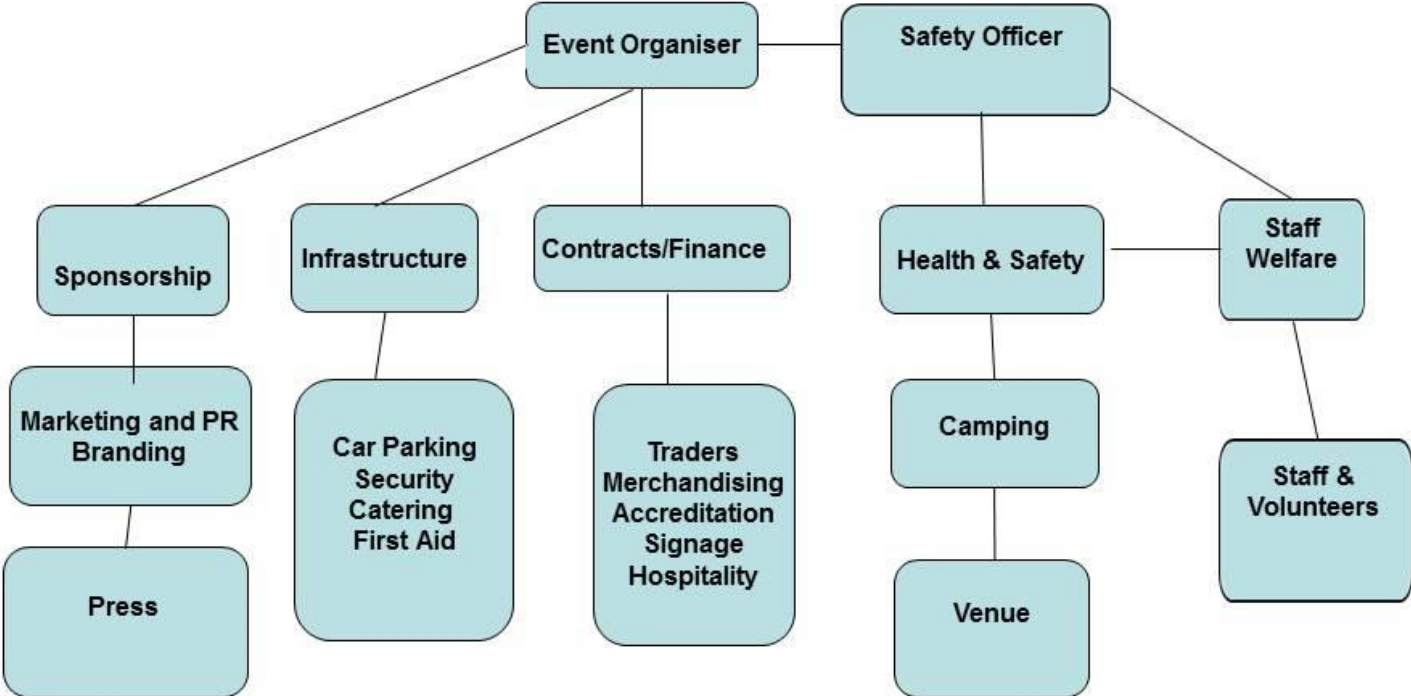 Event Organiser
Safety Officer
Sponsorship
Infrastructure
Contracts/Finance
Health & Safety
Staff
Welfare
Marketing and PR
Branding
Car Parking
Security
Catering
First Aid
Traders
Merchandising
Accreditation
Signage
Hospitality
Camping
Staff &
Volunteers
Press
Venue